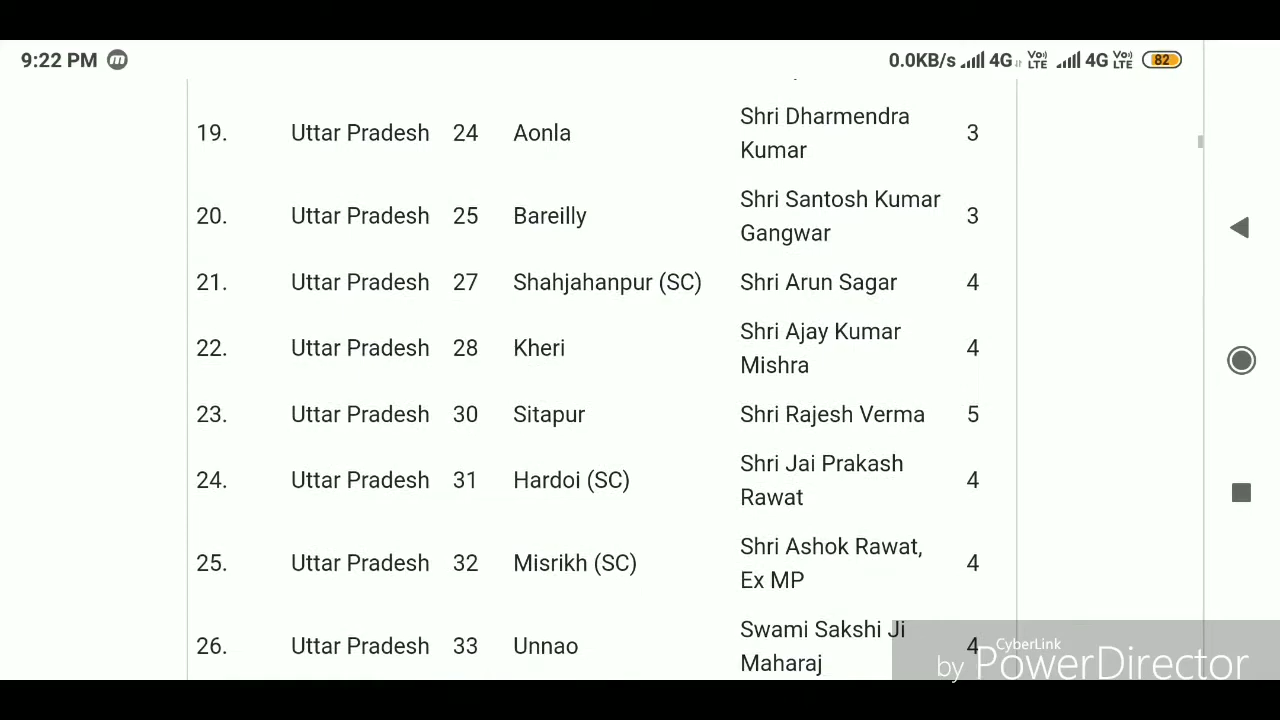 9:22 PM m 0.0KB/s 4G Vo) LTE 4G Vo) LTE 82
19. Uttar Pradesh 24 Aonla Shri Dharmendra Kumar 3
20. Uttar Pradesh 25 Bareilly Shri Santosh Kumar Gangwar 3
21. Uttar Pradesh 27 Shahjahanpur (SC) Shri Arun Sagar 4
22. Uttar Pradesh 28 Kheri Shri Ajay Kumar Mishra 4
23. Uttar Pradesh 30 Sitapur Shri Rajesh Verma 5
24. Uttar Pradesh 31 Hardoi (SC) Shri Jai Prakash Rawat 4
25. Uttar Pradesh 32 Misrikh (SC) Shri Ashok Rawat, Ex MP 4
26. Uttar Pradesh 33 Unnao Swami Sakshi Ji Maharaj 4
CyberLink
by PowerDirector